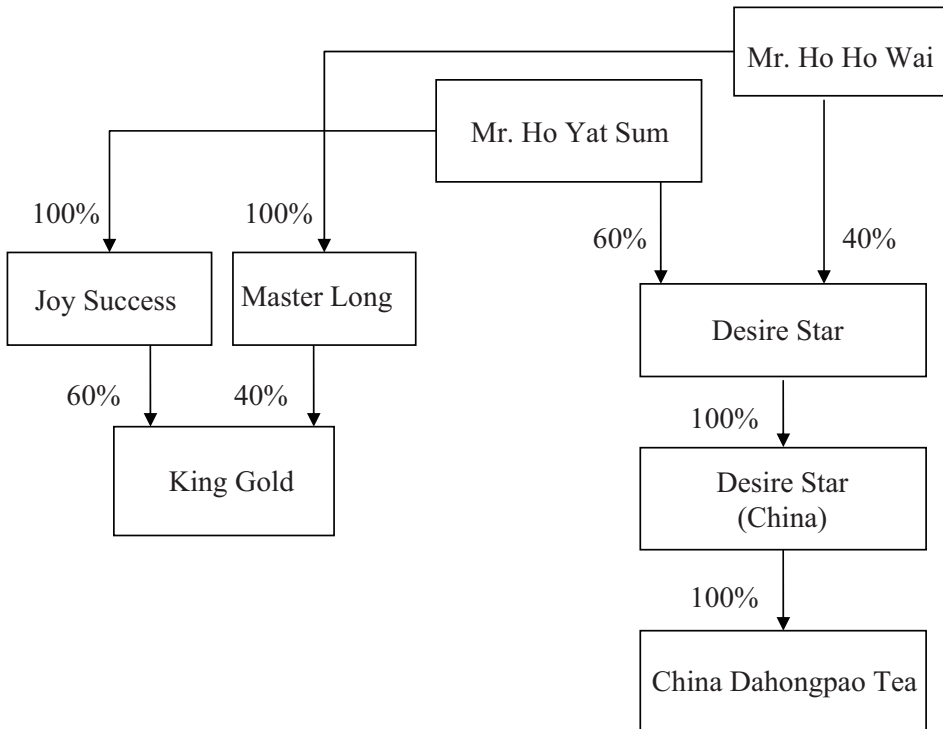 Mr. Ho Ho Wai
Mr. Ho Yat Sum
100%
100%
60%
40%
Joy Success
Master Long
Desire Star
60%
40%
100%
King Gold
Desire Star
(China)
100%
China Dahongpao Tea